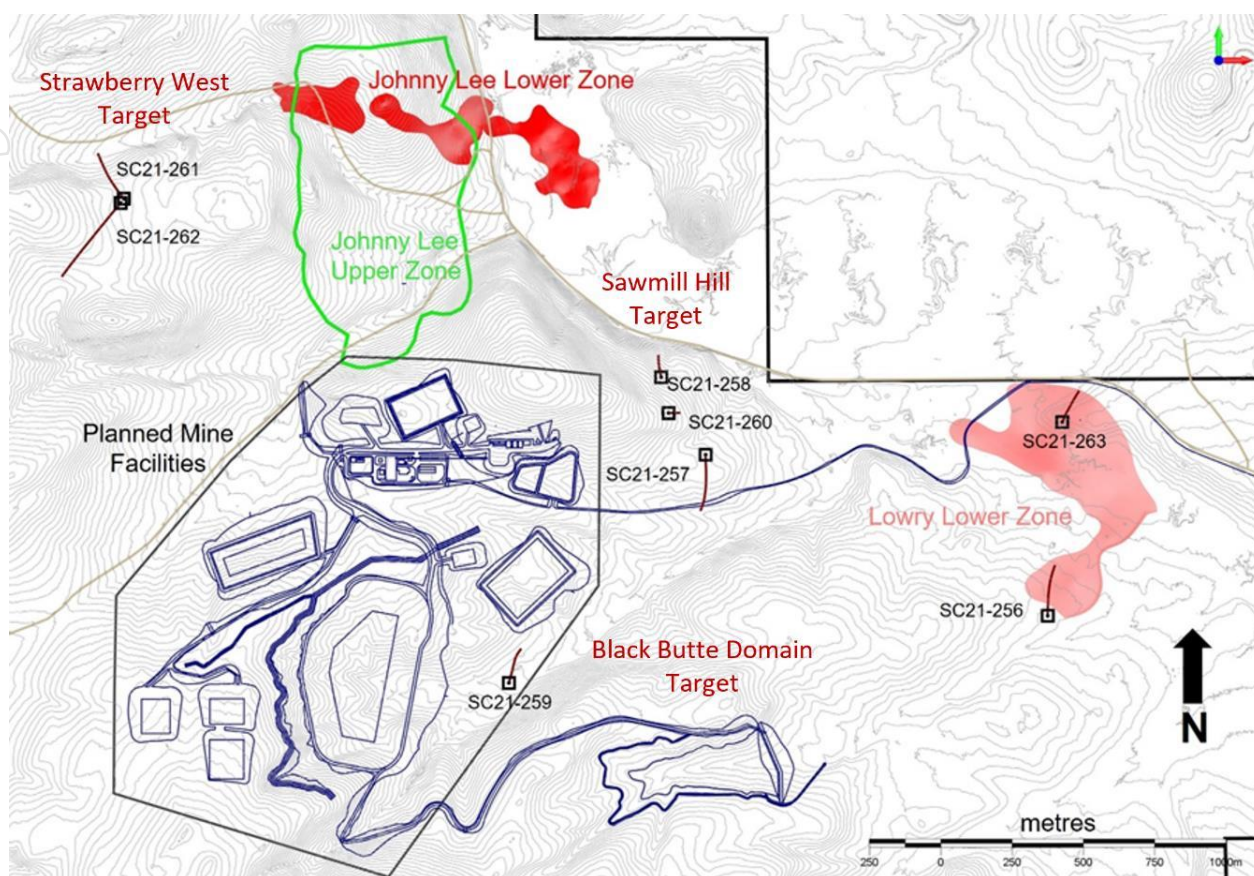 Strawberry West
Target
Johnny Lee Lower Zone
SC21-261
SC21-262
Johnny Lee
Upper Zone
Sawmill Hill
Target
SC21-258
SC21-260
SC21-257
SC21-263
Planned Mine
Facilities
Lowry Lower Zone
SC21-256
Black Butte Domain
Target
SC21-259
N
metres
250
0
250
500
750
1000m